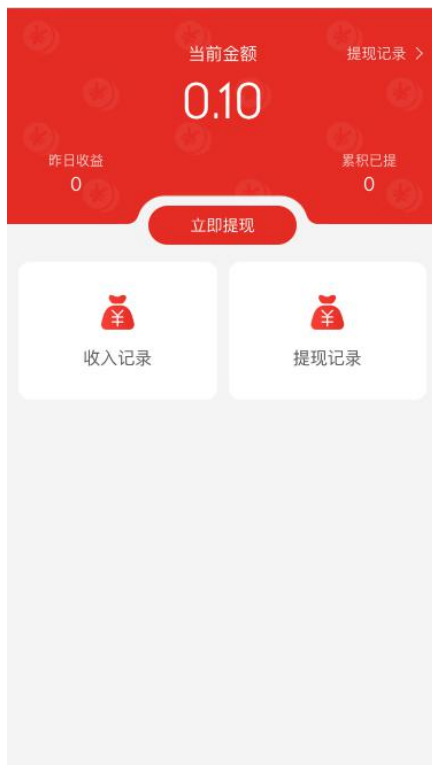 当前金额
提现记录 >
0.10
昨日收益
累积已提
0
0
立即提现
¥
¥
收入记录
提现记录